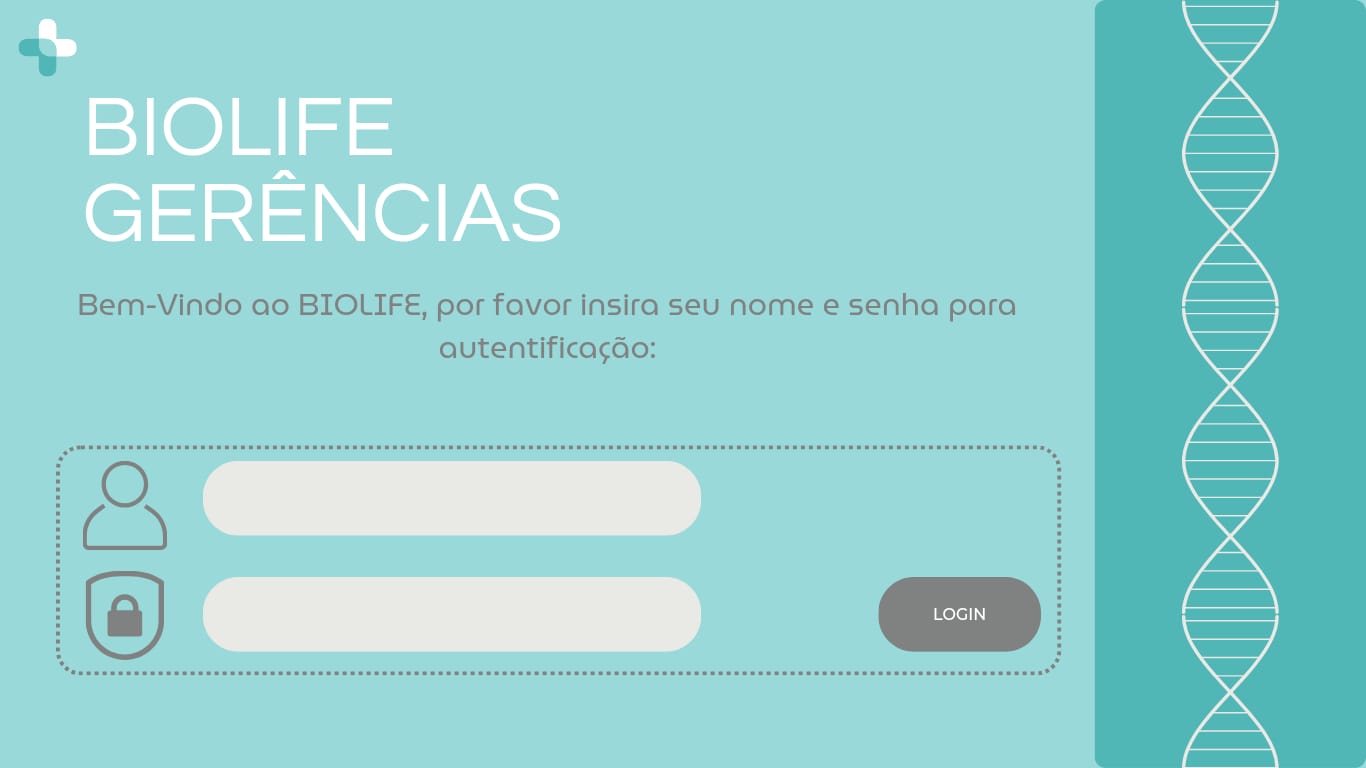 BIOLIFE
GERÊNCIAS
Bem-Vindo ao BIOLIFE, por favor insira seu nome e senha para
autentificação:
LOGIN